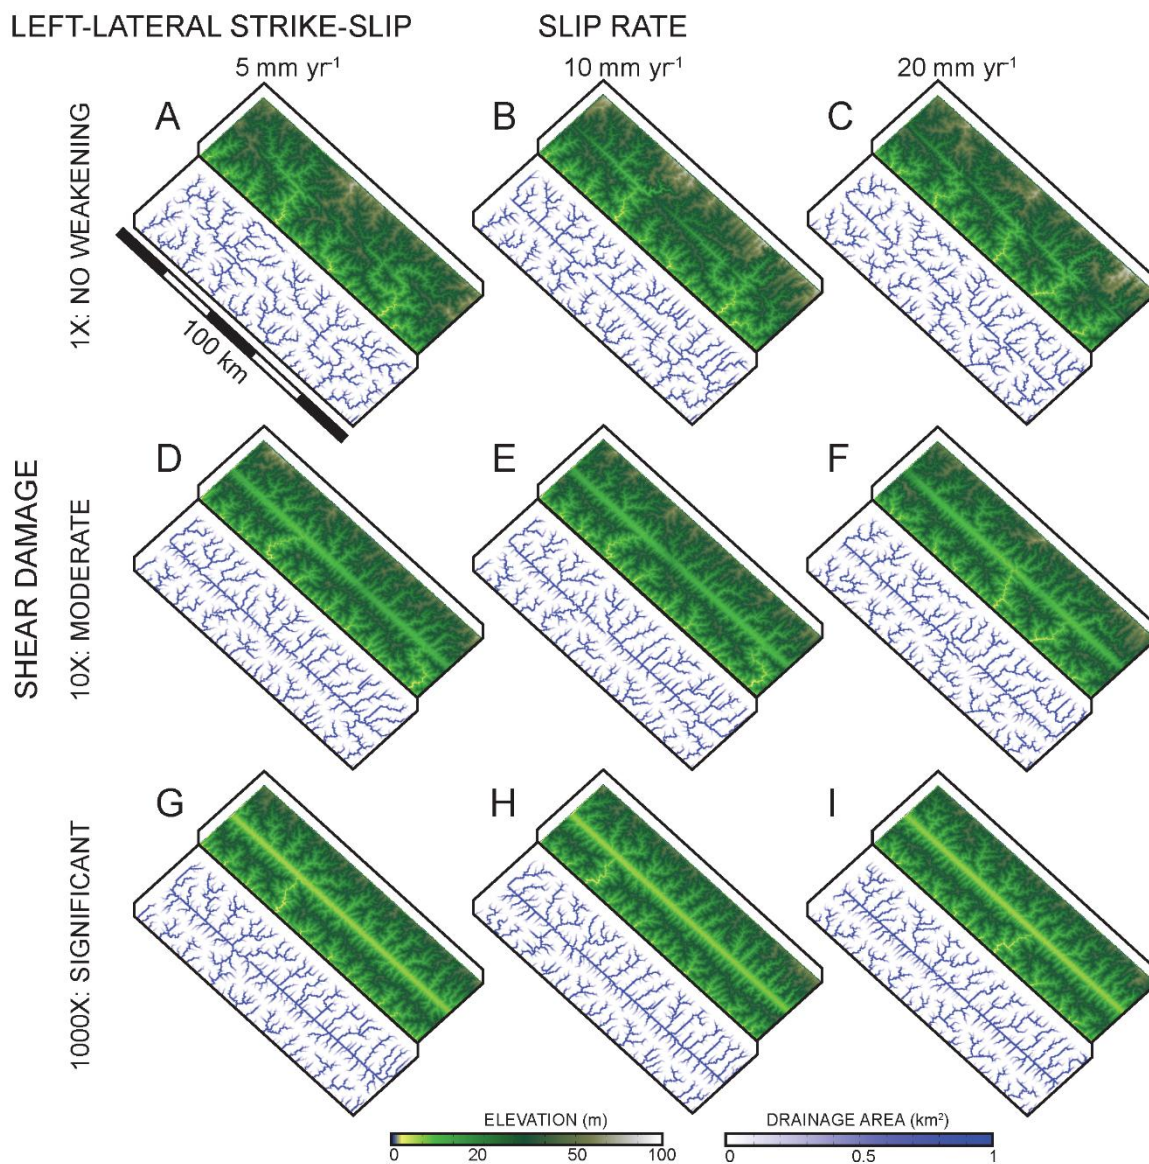 LEFT-LATERAL STRIKE-SLIP SLIP RATE
5 mm yr⁻¹ 10 mm yr⁻¹ 20 mm yr⁻¹
1X: NO WEAKENING
A B C
100 km
SHEAR DAMAGE
10X: MODERATE
D E F
1000X: SIGNIFICANT
G H I
ELEVATION (m) DRAINAGE AREA (km²)
0 20 50 100 0 0.5 1